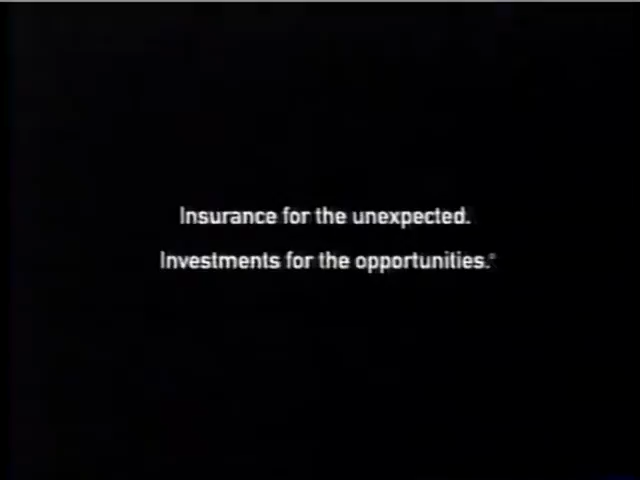 Insurance for the unexpected.
Investments for the opportunities.®